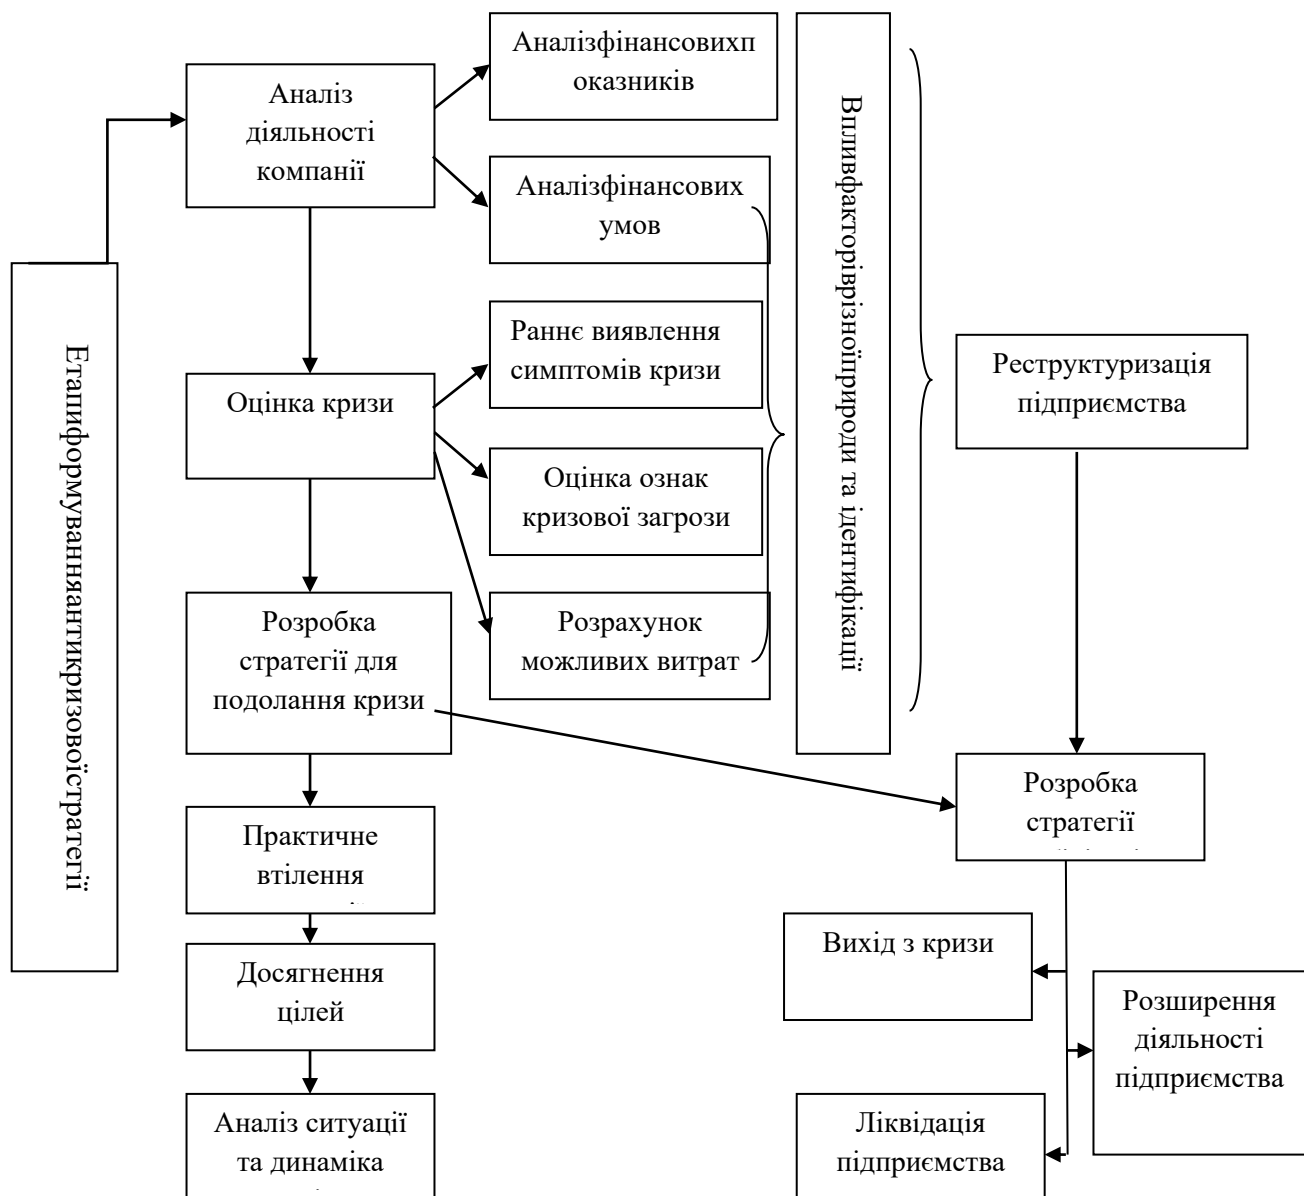 Аналізфінансовихп
оказників
Аналіз
діяльності
компанії
Аналізфінансових
умов
Впливфакторіврізноїприроди та ідентифікації
Етапиформуванняантикризовоїстратегії
Раннє виявлення
симптомів кризи
Реструктуризація
підприємства
Оцінка кризи
Оцінка ознак
кризової загрози
Розробка
стратегії для
подолання кризи
Розрахунок
можливих витрат
Розробка
стратегії
Практичне
втілення
Вихід з кризи
Досягнення
цілей
Розширення
діяльності
підприємства
Аналіз ситуації
та динаміка
Ліквідація
підприємства